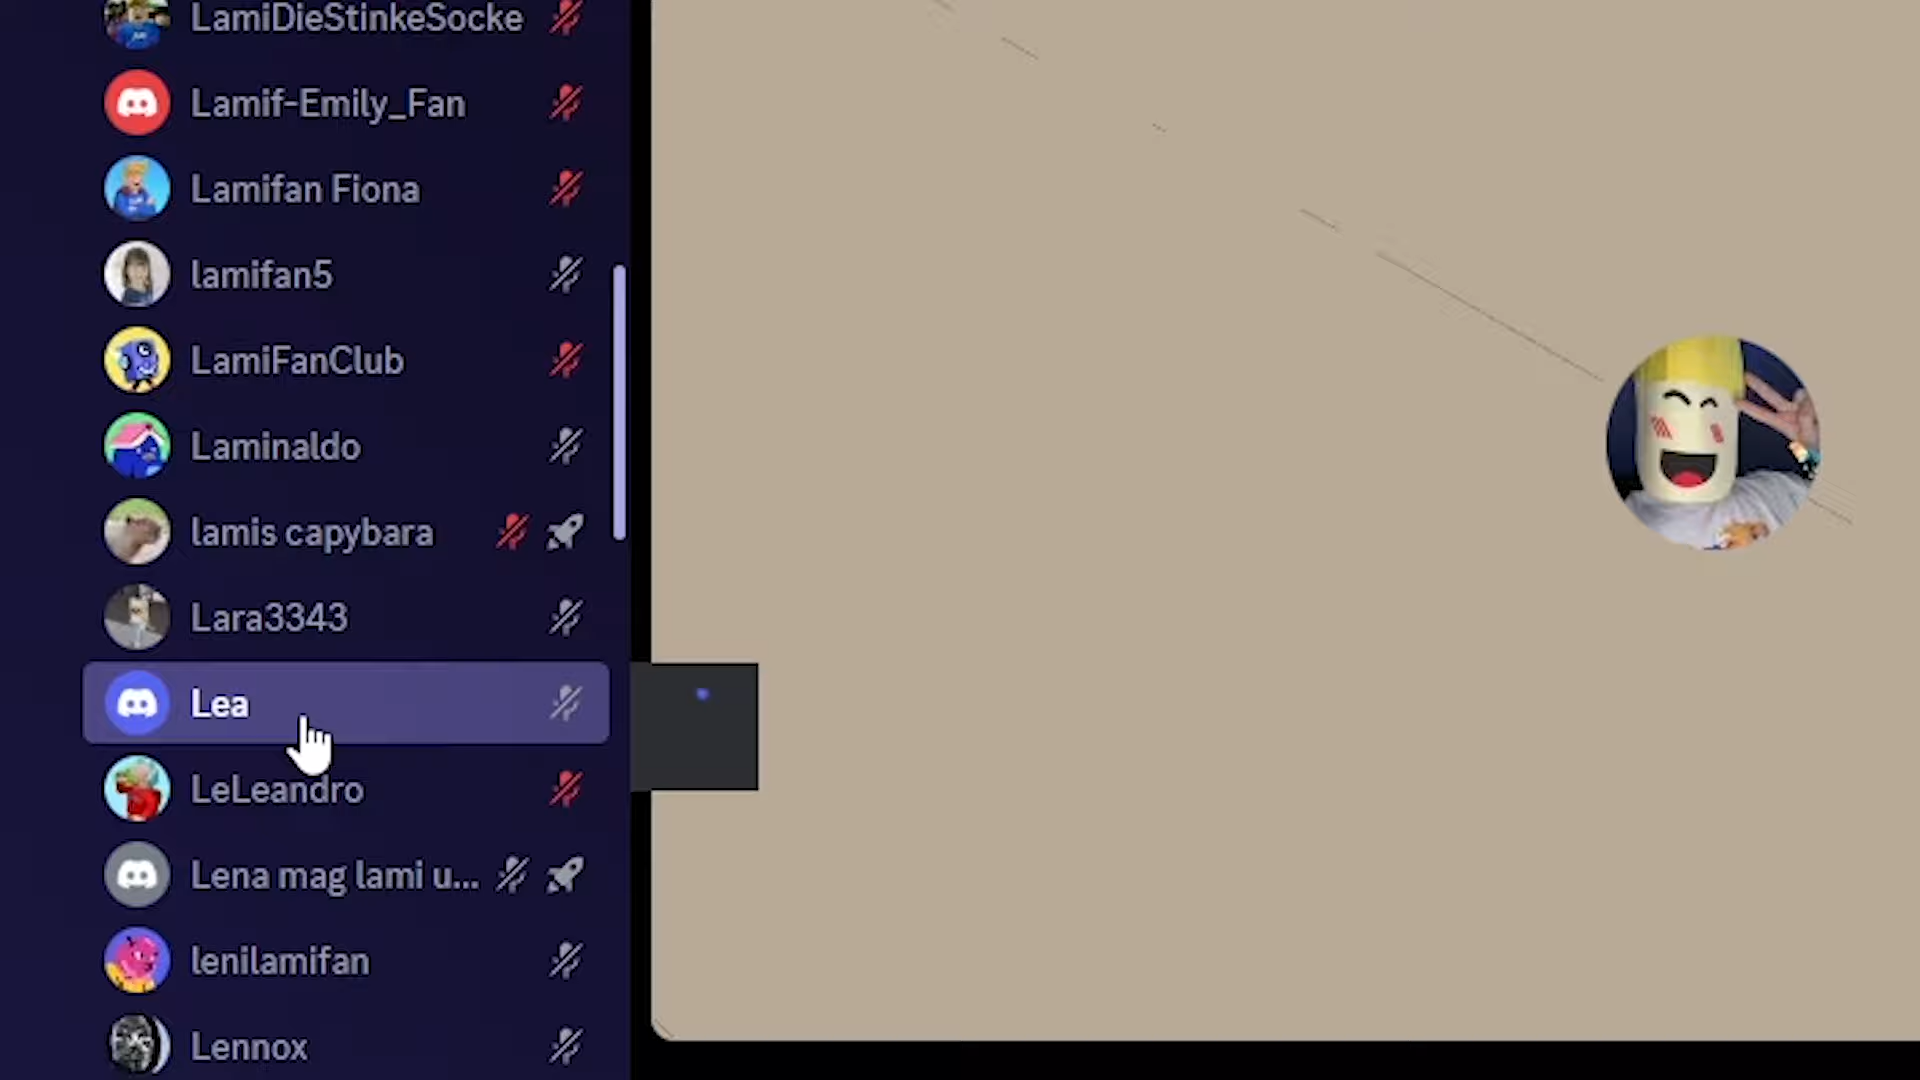 LamiDieStinkeSocke
Lamif-Emily_Fan
Lamifan Fiona
lamifan5
LamiFanClub
Laminaldo
lamis capybara
Lara3343
Lea
LeLeandro
Lena mag lami u...
lenilamifan
Lennox